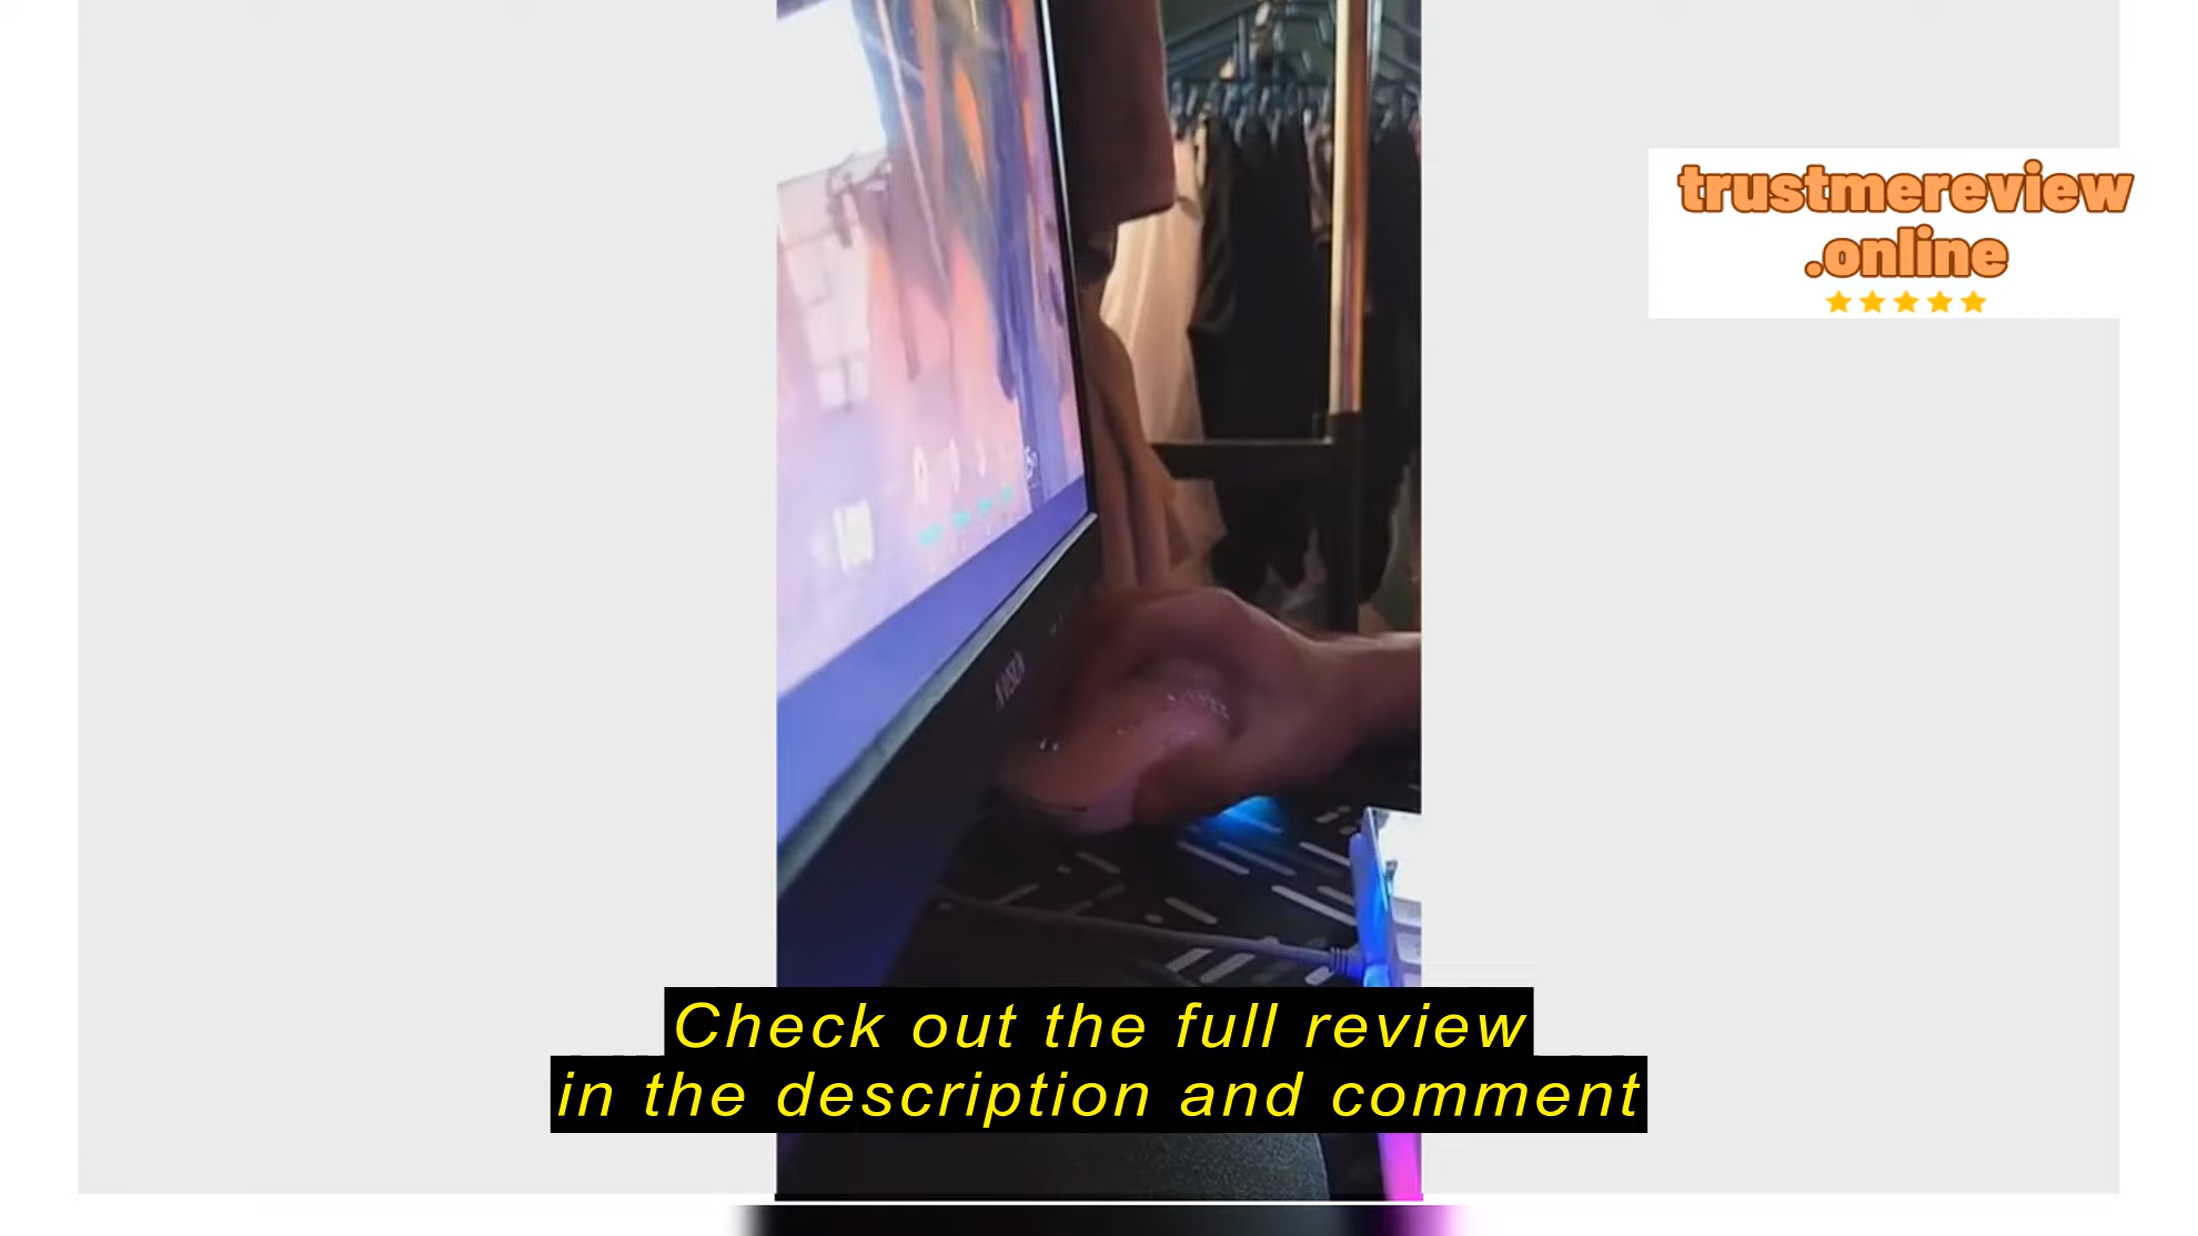 trustmereview
.online
Check out the full review
in the description and comment